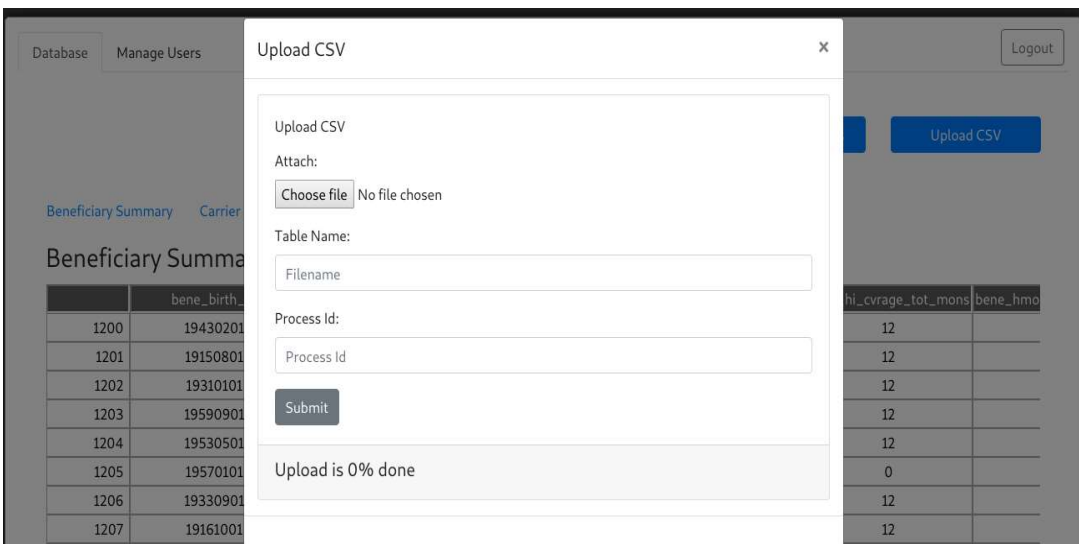 Database Manage Users Logout
Upload CSV x
Upload CSV
Upload CSV
Attach:
Choose file No file chosen
Beneficiary Summary Carrier
Table Name:
Beneficiary Summa
Filename
bene_birth_ hi_cvrage_tot_mons bene_hmo
Process Id:
1200 19430201 12
Process Id
1201 19150801 12
1202 19310101 12
1203 19590901 12
Submit
1204 19530501 12
1205 19570101 0
Upload is 0% done
1206 19330901 12
1207 19161001 12